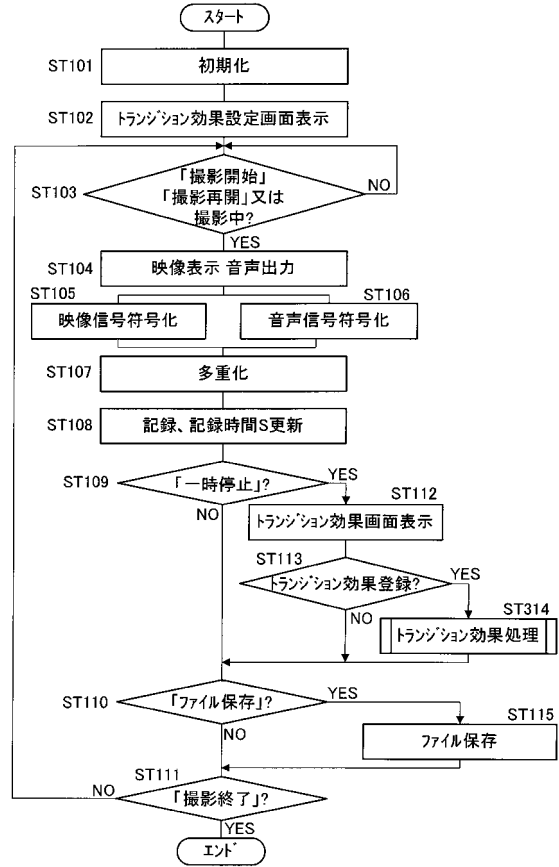 スタート
ST101
初期化
ST102
トランジション効果設定画面表示
ST103
「撮影開始」
「撮影再開」又は
撮影中?
NO
YES
ST104
映像表示 音声出力
ST105
映像信号符号化
ST106
音声信号符号化
ST107
多重化
ST108
記録、記録時間S更新
ST109
「一時停止」?
YES
NO
ST112
トランジション効果画面表示
ST113
トランジション効果登録?
YES
NO
ST314
トランジション効果処理
ST110
「ファイル保存」?
YES
NO
ST115
ファイル保存
ST111
NO
「撮影終了」?
YES
エンド